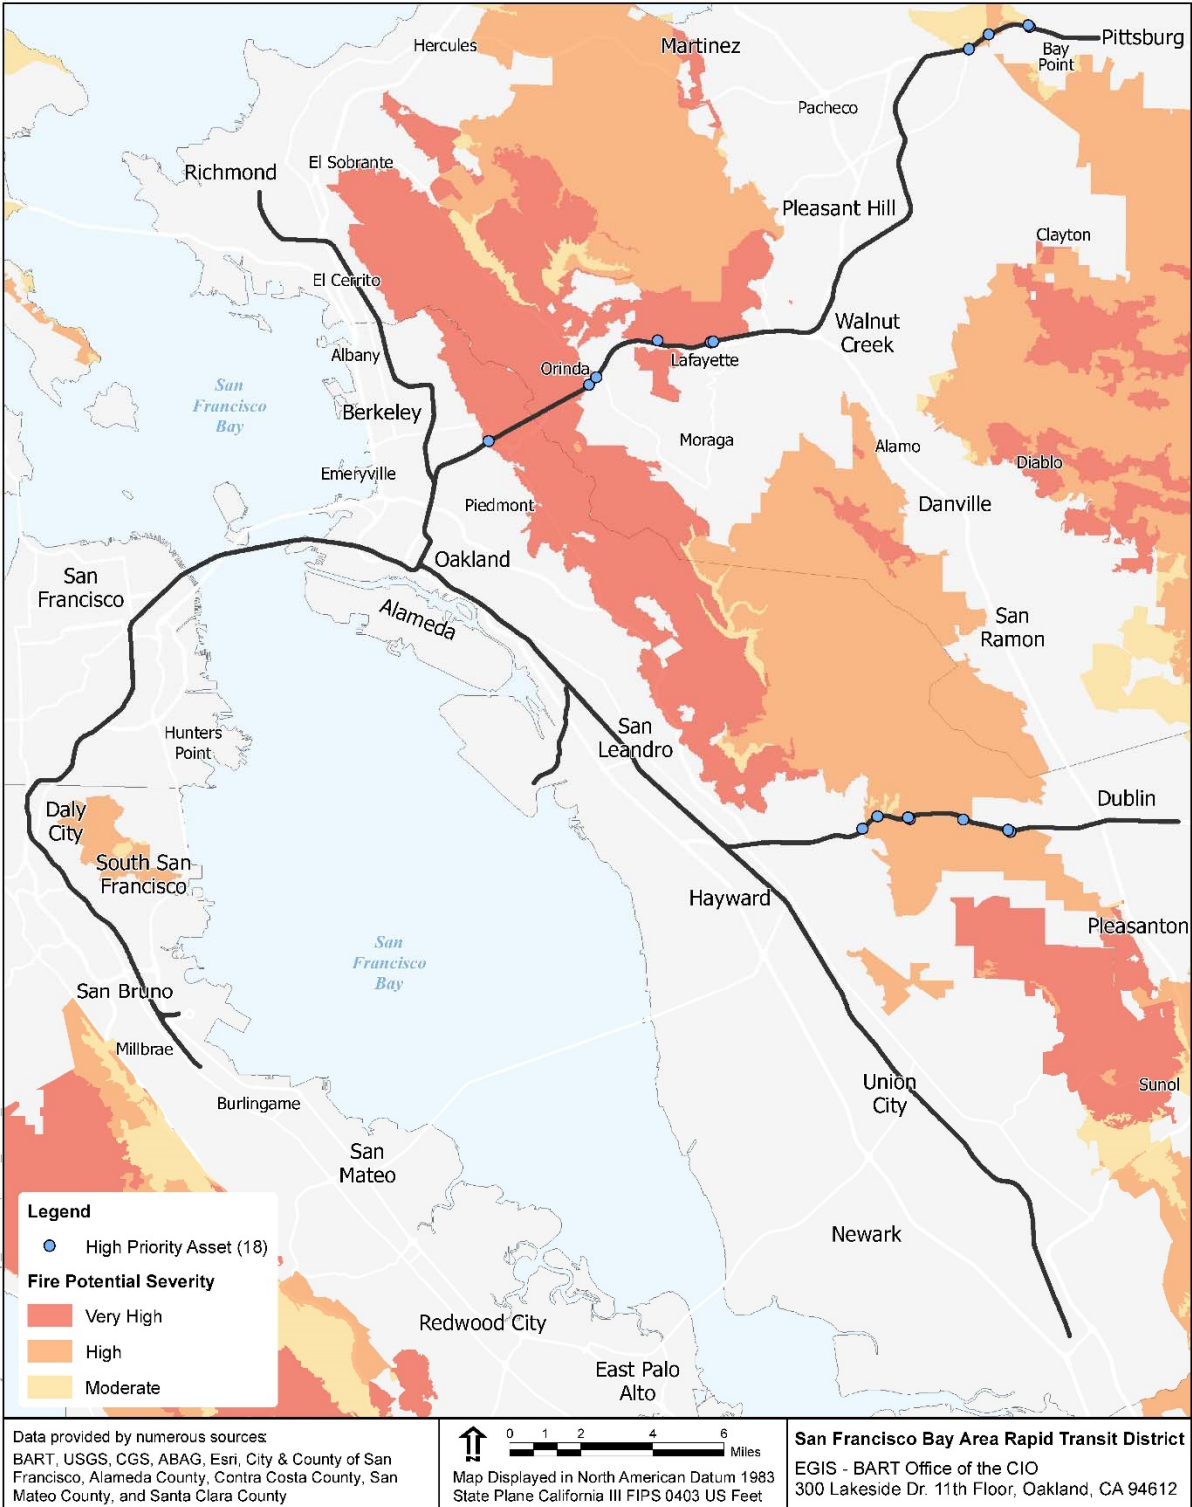 Hercules
Martinez
Pittsburg
Bay
Point
Pacheco
El Sobrante
Richmond
Pleasant Hill
Clayton
El Cerrito
Walnut
Creek
Albany
Orinda
Lafayette
San
Francisco
Bay
Berkeley
Moraga
Alamo
Diablo
Emeryville
Piedmont
Danville
Oakland
San
Francisco
Alameda
San
Ramon
Hunters
Point
San
Leandro
Daly
City
Dublin
South San
Francisco
Hayward
Pleasanton
San
Francisco
Bay
San Bruno
Millbrae
Burlingame
Union
City
Sunol
San
Mateo
Newark
Redwood City
East Palo
Alto
Legend
High Priority Asset (18)
Fire Potential Severity
Very High
High
Moderate
Data provided by numerous sources:
BART, USGS, CGS, ABAG, Esri, City & County of San
Francisco, Alameda County, Contra Costa County, San
Mateo County, and Santa Clara County
0 1 2 4 6
Miles
Map Displayed in North American Datum 1983
State Plane California III FIPS 0403 US Feet
San Francisco Bay Area Rapid Transit District
EGIS - BART Office of the CIO
300 Lakeside Dr. 11th Floor, Oakland, CA 94612